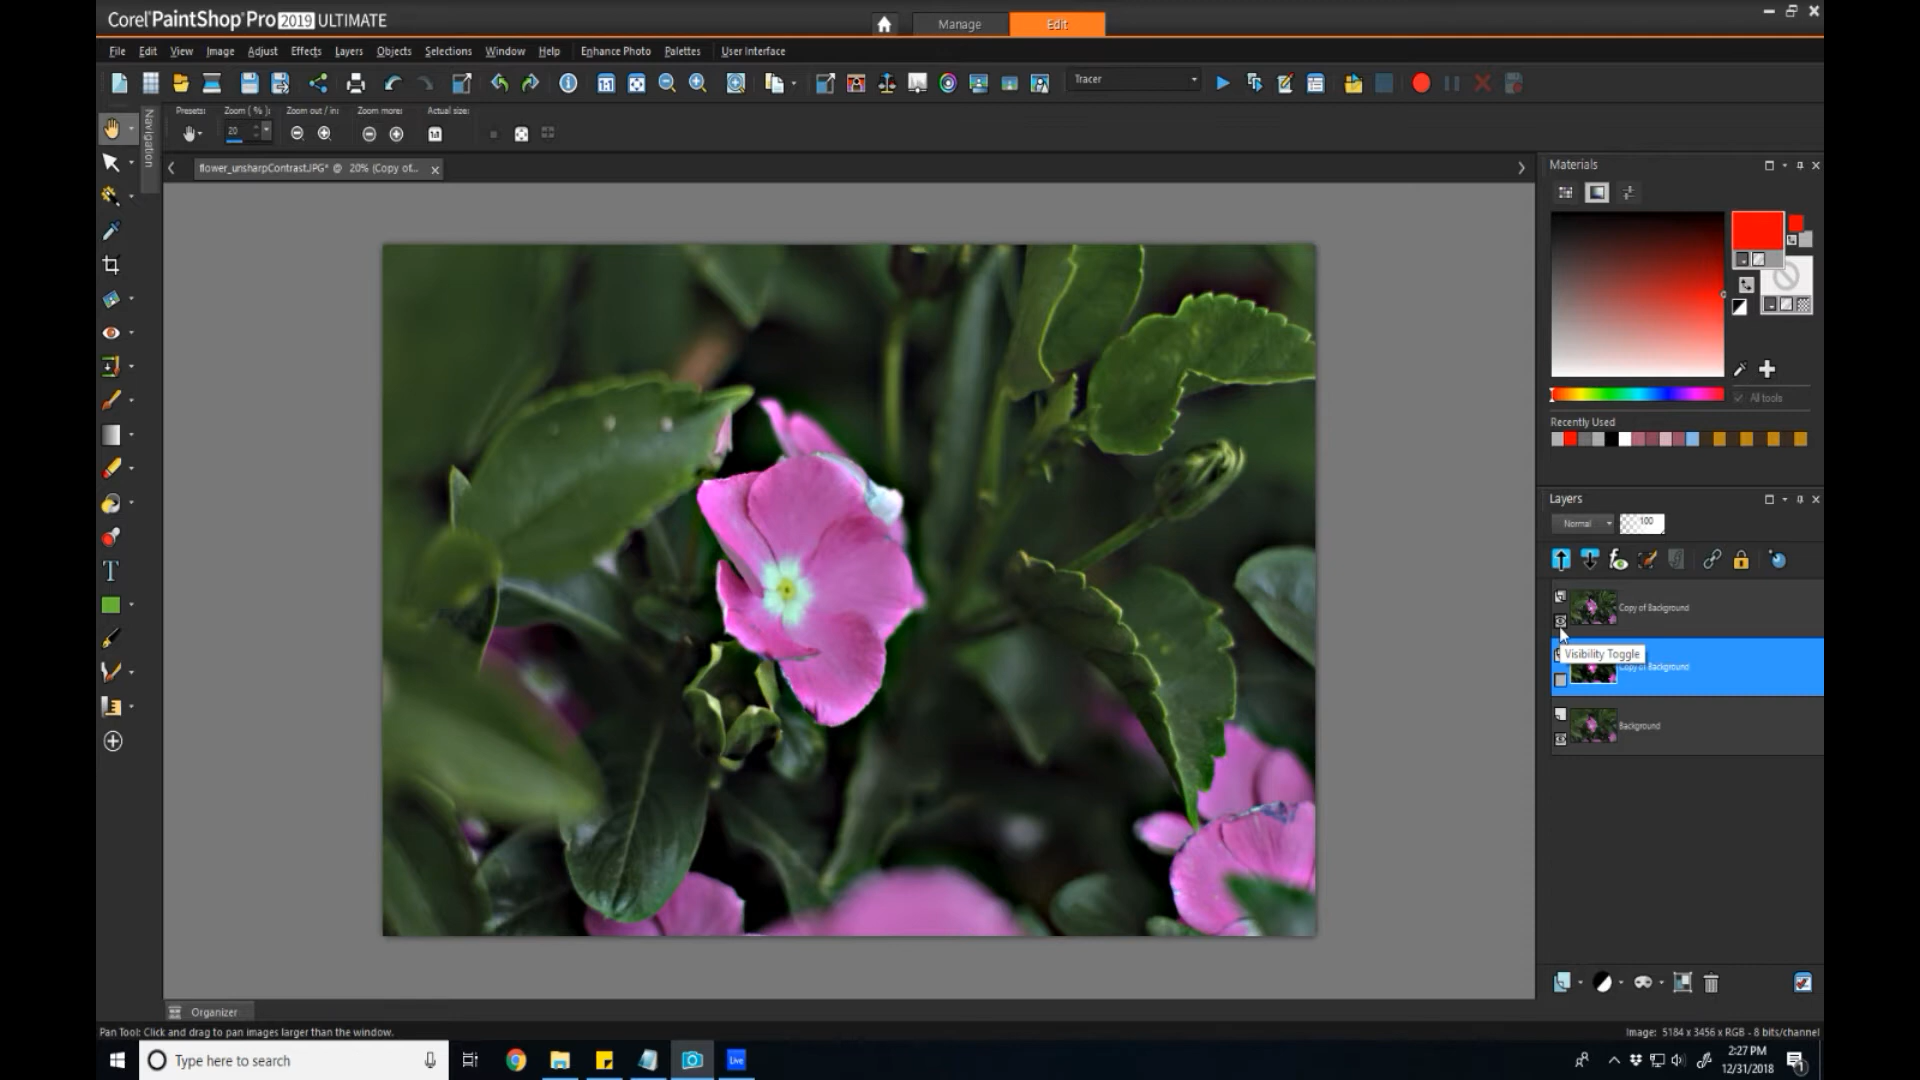 Corel PaintShop Pro 2019 ULTIMATE
Manage
Edit
File Edit View Image Adjust Effects Layers Objects Selections Window Help Enhance Photo Palettes User Interface
Tracer
Presets: Zoom (%): Zoom out / in: Zoom more: Actual size:
20
Navigation
flower_unsharpContrast.JPG* @ 20% (Copy of...
Materials
All tools
Recently Used
Layers
Normal
100
Copy of Background
Visibility Toggle
Copy of Background
Background
Organizer
Pan Tool: Click and drag to pan images larger than the window.
Image: 5184 x 3456 x RGB - 8 bits/channel
Type here to search
Live
2:27 PM
12/31/2018
1